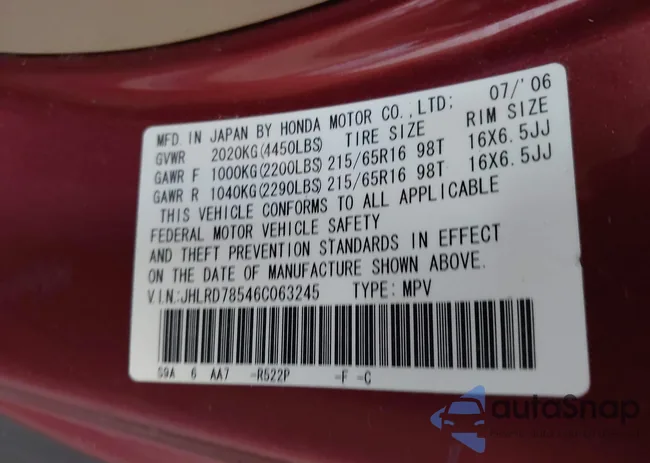 MFD IN JAPAN BY HONDA MOTOR CO.,LTD: 07/'06
GVWR 2020KG(4450LBS) TIRE SIZE RIM SIZE
GAWR F 1000KG(2200LBS) 215/65R16 98T 16X6.5JJ
GAWR R 1040KG(2290LBS) 215/65R16 98T 16X6.5JJ
THIS VEHICLE CONFORMS TO ALL APPLICABLE
FEDERAL MOTOR VEHICLE SAFETY
AND THEFT PREVENTION STANDARDS IN EFFECT
ON THE DATE OF MANUFACTURE SHOWN ABOVE.
V.I.N.:JHLRD78546C063245 TYPE: MPV
S9A 6 AA7 -R522P -F -C
autoSnap